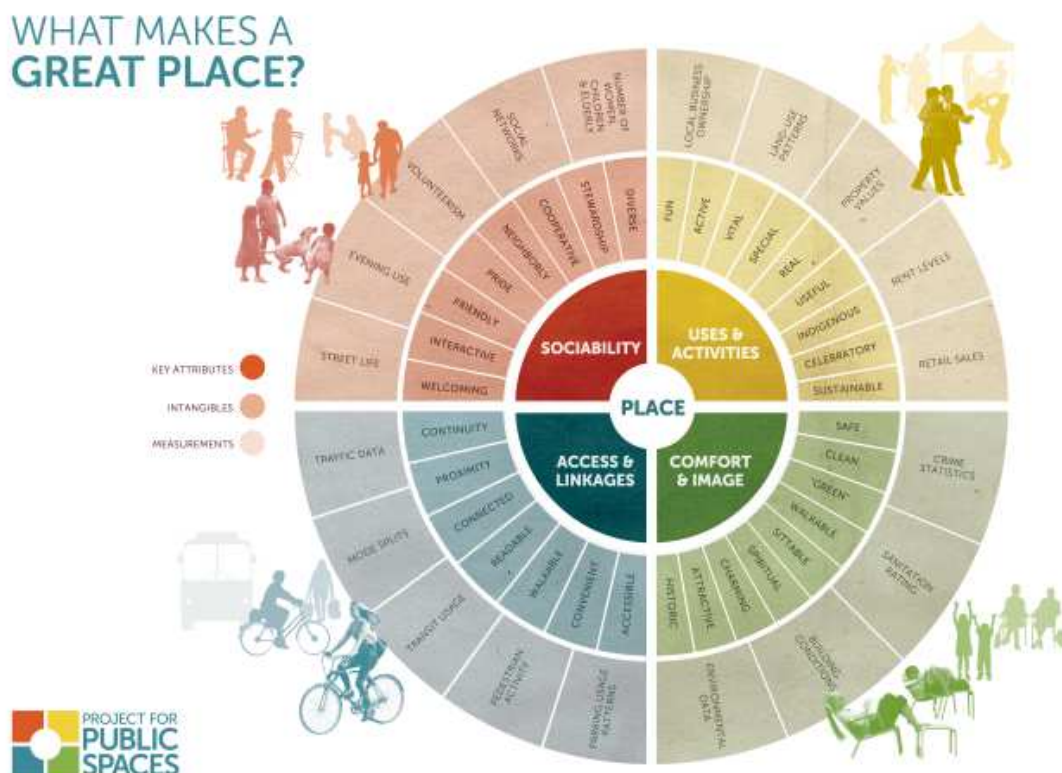 WHAT MAKES A
GREAT PLACE?
NUMBER OF
WOMEN,
CHILDREN
& ELDERLY
SOCIAL
NETWORKS
VOLUNTEERISM
EVENING USE
STREET LIFE
DIVERSE
STEWARDSHIP
COOPERATIVE
NEIGHBORLY
PRIDE
FRIENDLY
INTERACTIVE
WELCOMING
SOCIABILITY
LOCAL BUSINESS
OWNERSHIP
LAND-USE
PATTERNS
PROPERTY
VALUES
RENT LEVELS
RETAIL SALES
FUN
ACTIVE
VITAL
SPECIAL
REAL
USEFUL
INDIGENOUS
CELEBRATORY
SUSTAINABLE
USES &
ACTIVITIES
PLACE
KEY ATTRIBUTES
INTANGIBLES
MEASUREMENTS
ACCESS &
LINKAGES
CONTINUITY
PROXIMITY
CONNECTED
READABLE
WALKABLE
CONVENIENT
ACCESSIBLE
TRAFFIC DATA
MODE SPLITS
TRANSIT USAGE
PEDESTRIAN
ACTIVITY
PARKING USAGE
PATTERNS
COMFORT
& IMAGE
SAFE
CLEAN
"GREEN"
WALKABLE
SITTABLE
SPIRITUAL
CHARMING
ATTRACTIVE
HISTORIC
CRIME
STATISTICS
SANITATION
RATING
BUILDING
CONDITIONS
ENVIRONMENTAL
DATA
PROJECT FOR
PUBLIC
SPACES